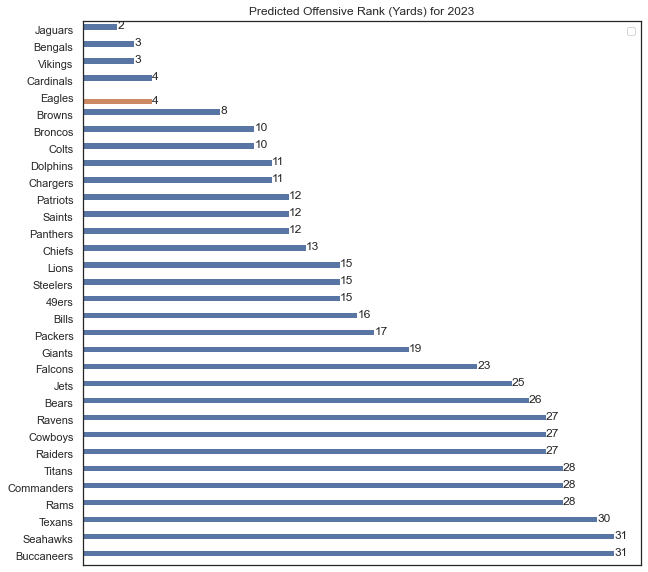 Predicted Offensive Rank (Yards) for 2023
Jaguars 2
Bengals 3
Vikings 3
Cardinals 4
Eagles 4
Browns 8
Broncos 10
Colts 10
Dolphins 11
Chargers 11
Patriots 12
Saints 12
Panthers 12
Chiefs 13
Lions 15
Steelers 15
49ers 15
Bills 16
Packers 17
Giants 19
Falcons 23
Jets 25
Bears 26
Ravens 27
Cowboys 27
Raiders 27
Titans 28
Commanders 28
Rams 28
Texans 30
Seahawks 31
Buccaneers 31